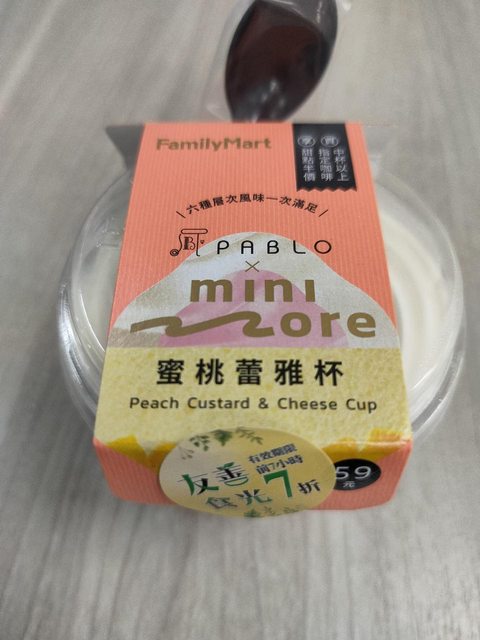 FamilyMart
享 買
中杯以上
指定咖啡
甜點半價
六種層次風味一次滿足
PABLO
×
mini
more
蜜桃蕾雅杯
Peach Custard & Cheese Cup
有效期限
前7小時
友善
食光7折
59
元